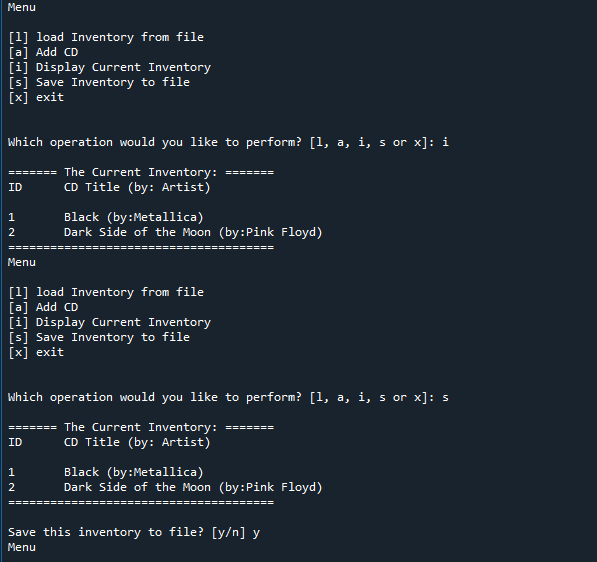 Menu
[l] load Inventory from file
[a] Add CD
[i] Display Current Inventory
[s] Save Inventory to file
[x] exit
Which operation would you like to perform? [l, a, i, s or x]: i
======= The Current Inventory: =======
ID      CD Title (by: Artist)
1       Black (by:Metallica)
2       Dark Side of the Moon (by:Pink Floyd)
======================================
Menu
[l] load Inventory from file
[a] Add CD
[i] Display Current Inventory
[s] Save Inventory to file
[x] exit
Which operation would you like to perform? [l, a, i, s or x]: s
======= The Current Inventory: =======
ID      CD Title (by: Artist)
1       Black (by:Metallica)
2       Dark Side of the Moon (by:Pink Floyd)
======================================
Save this inventory to file? [y/n] y
Menu